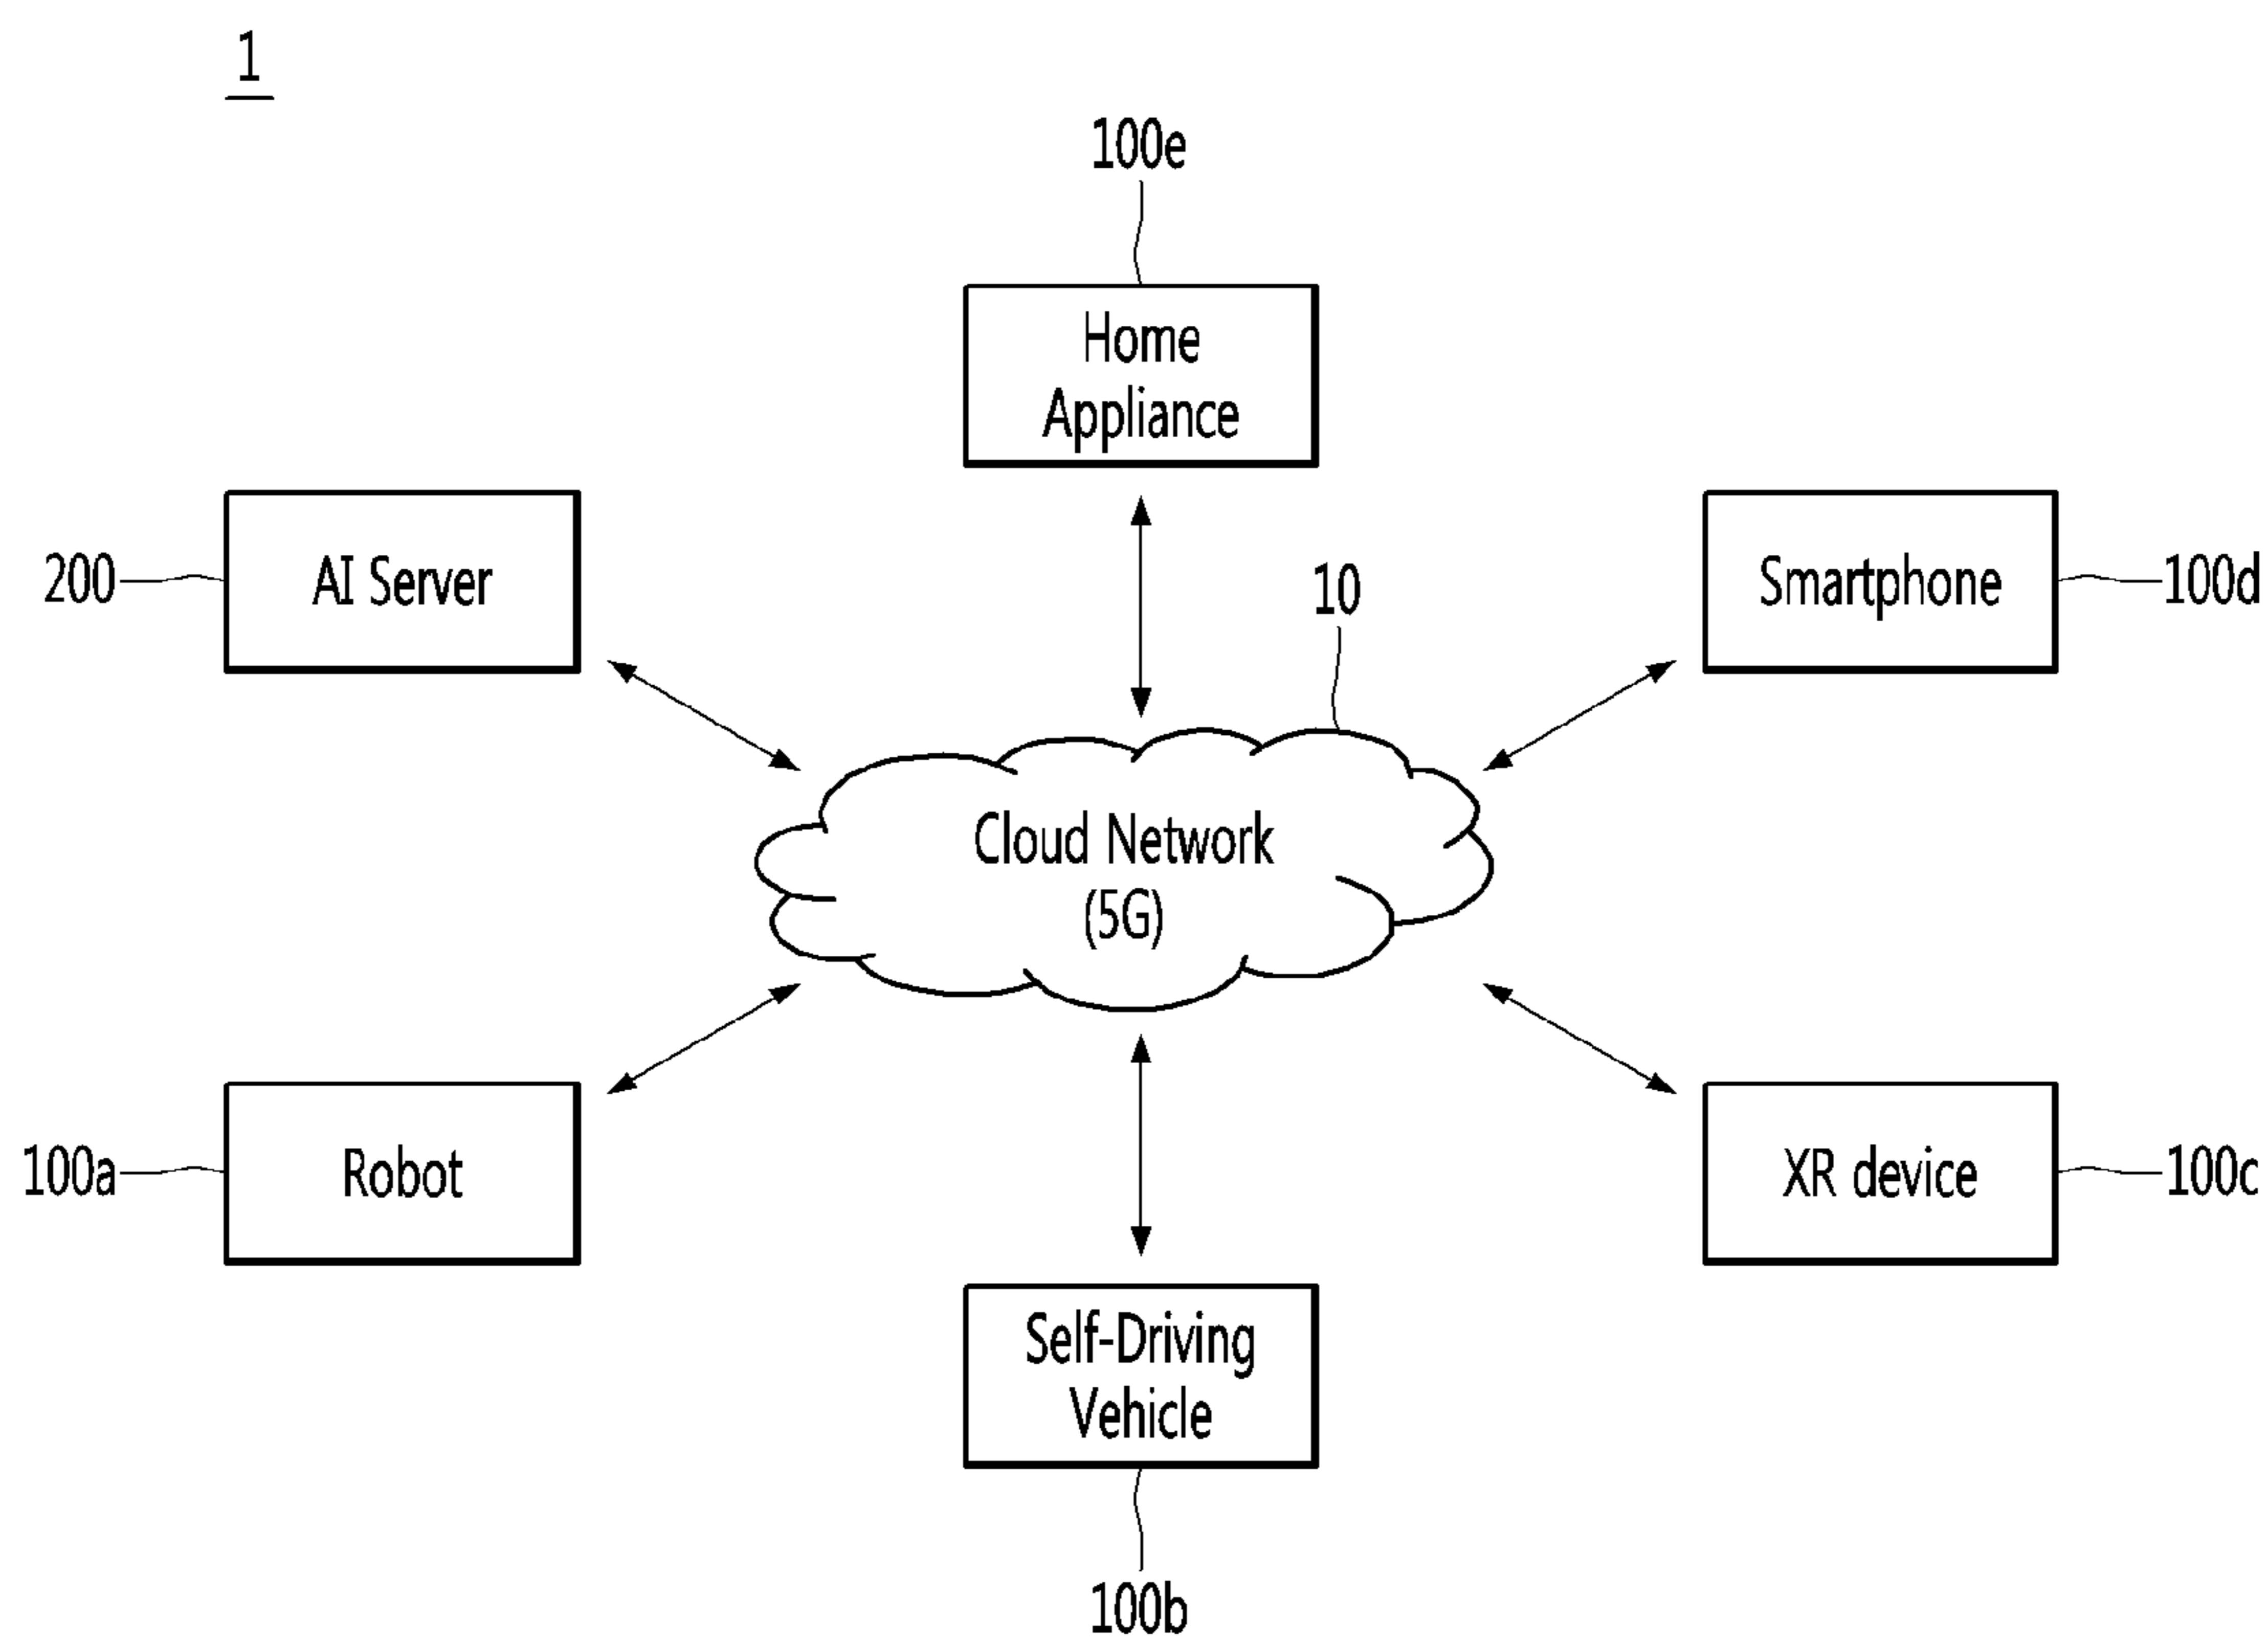 1
100e
Home
Appliance
200
AI Server
10
Smartphone
100d
Cloud Network
(5G)
100a
Robot
XR device
100c
Self-Driving
Vehicle
100b